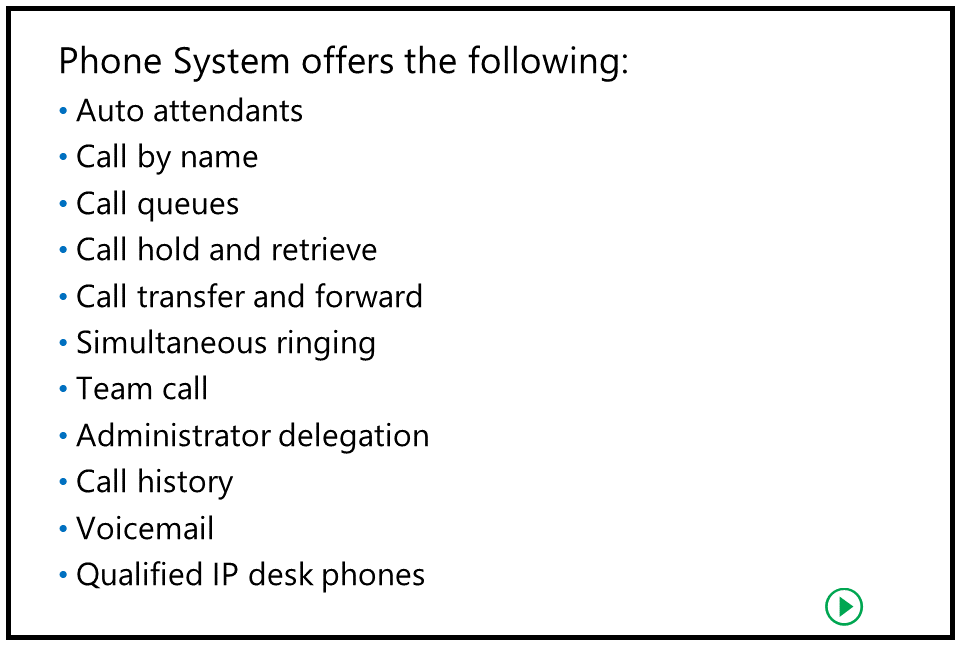 Phone System offers the following:
• Auto attendants
• Call by name
• Call queues
• Call hold and retrieve
• Call transfer and forward
• Simultaneous ringing
• Team call
• Administrator delegation
• Call history
• Voicemail
• Qualified IP desk phones